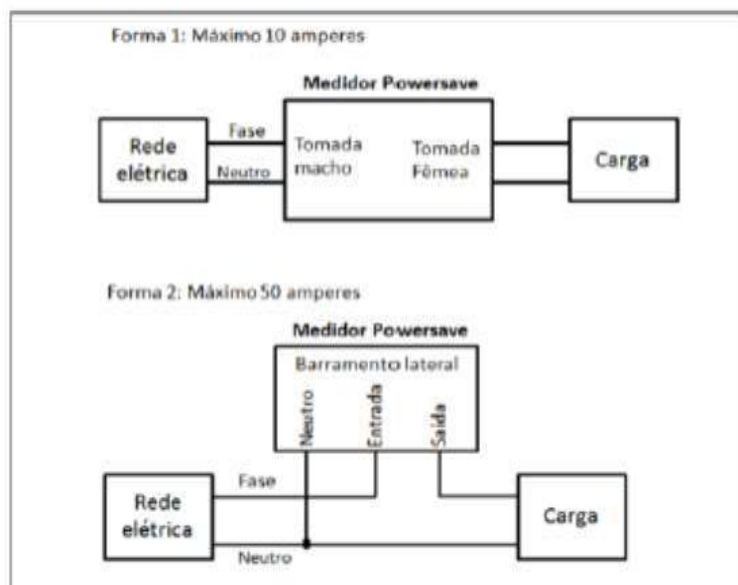 Forma 1: Máximo 10 amperes
Medidor Powersave
Rede
elétrica
Fase
Neutro
Tomada
macho
Tomada
Fêmea
Carga
Forma 2: Máximo 50 amperes
Medidor Powersave
Barramento lateral
Neutro
Entrada
Saída
Rede
elétrica
Fase
Neutro
Carga